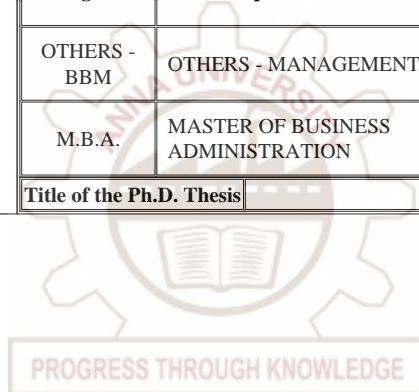 OTHERS -
BBM
OTHERS - MANAGEMENT
M.B.A.
MASTER OF BUSINESS
ADMINISTRATION
Title of the Ph.D. Thesis
ANNA UNIVERSITY
PROGRESS THROUGH KNOWLEDGE